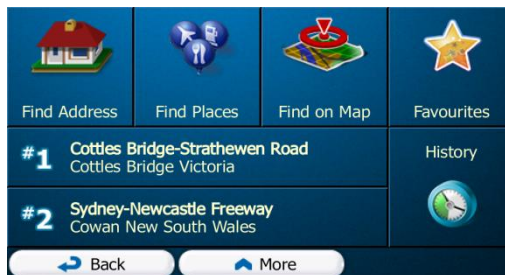 Find Address
Find Places
Find on Map
Favourites
#1 Cottles Bridge-Strathewen Road
Cottles Bridge Victoria
History
#2 Sydney-Newcastle Freeway
Cowan New South Wales
Back
More